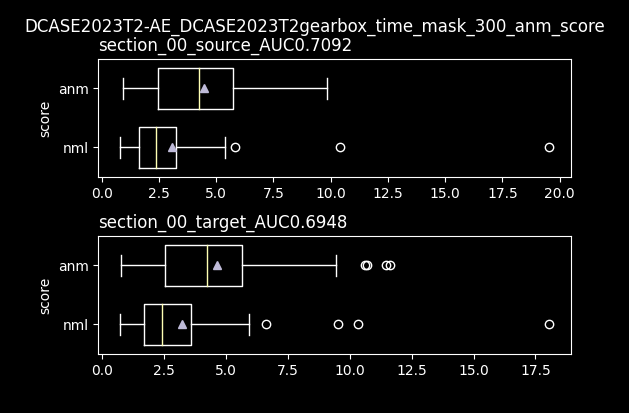 DCASE2023T2-AE_DCASE2023T2gearbox_time_mask_300_anm_score
section_00_source_AUC0.7092
anm
nml
score
0.0 2.5 5.0 7.5 10.0 12.5 15.0 17.5 20.0
section_00_target_AUC0.6948
anm
nml
score
0.0 2.5 5.0 7.5 10.0 12.5 15.0 17.5